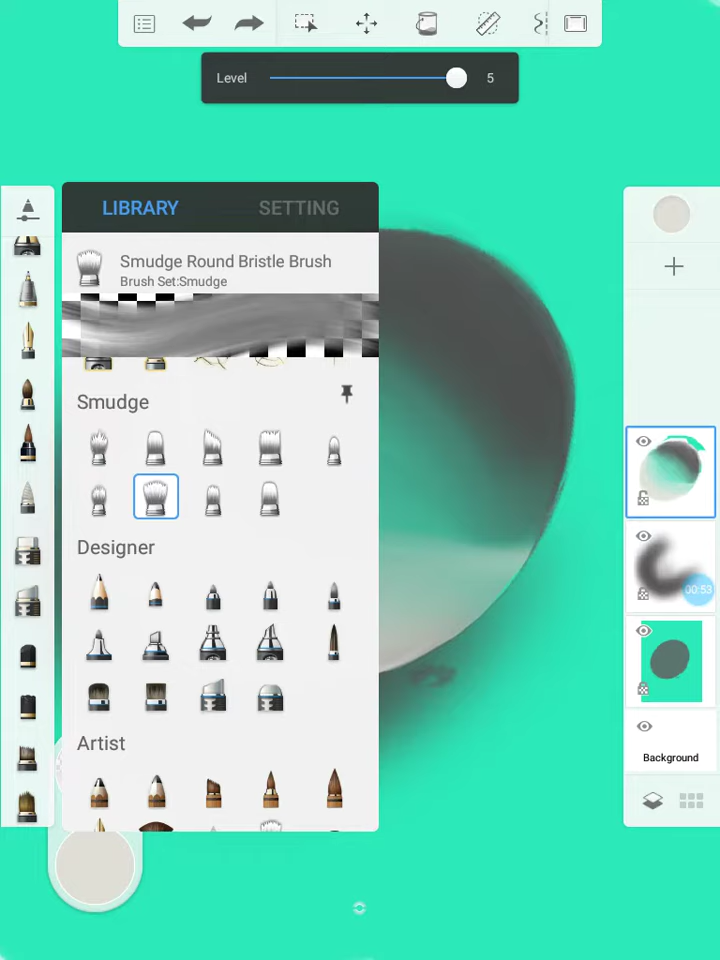 Level 5
LIBRARY SETTING
Smudge Round Bristle Brush
Brush Set:Smudge
Smudge
Designer
Artist
00:53
Background